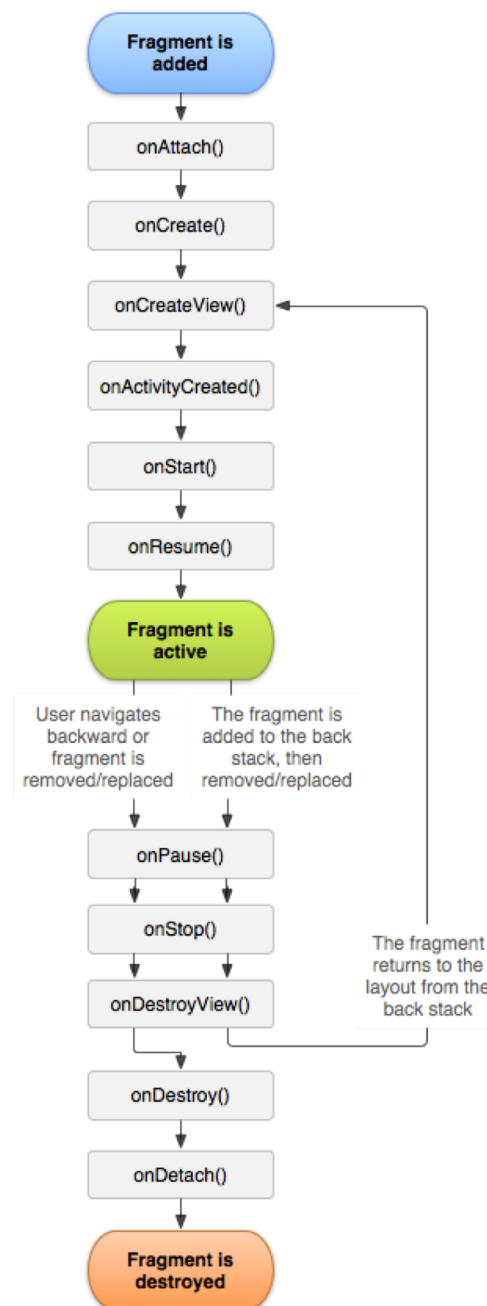 Fragment is
added
onAttach()
onCreate()
onCreateView()
onActivityCreated()
onStart()
onResume()
Fragment is
active
User navigates
backward or
fragment is
removed/replaced
The fragment is
added to the back
stack, then
removed/replaced
onPause()
onStop()
onDestroyView()
The fragment
returns to the
layout from the
back stack
onDestroy()
onDetach()
Fragment is
destroyed